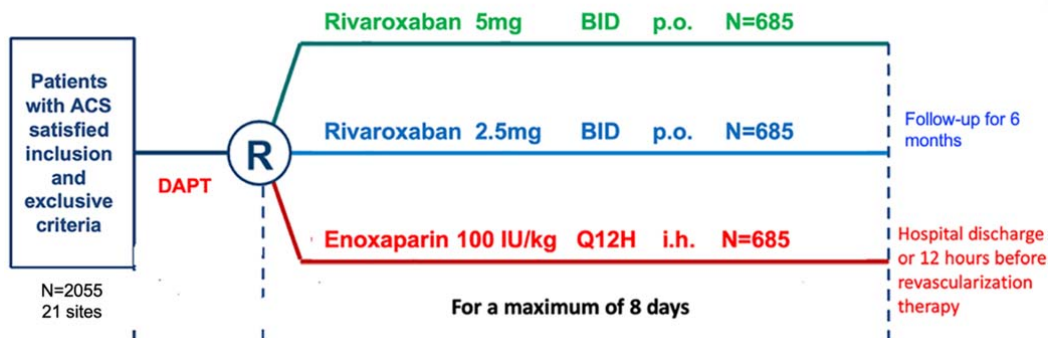 Patients
with ACS
satisfied
inclusion
and
exclusive
criteria
N=2055
21 sites
DAPT
R
Rivaroxaban 5mg BID p.o. N=685
Rivaroxaban 2.5mg BID p.o. N=685
Enoxaparin 100 IU/kg Q12H i.h. N=685
For a maximum of 8 days
Follow-up for 6
months
Hospital discharge
or 12 hours before
revascularization
therapy